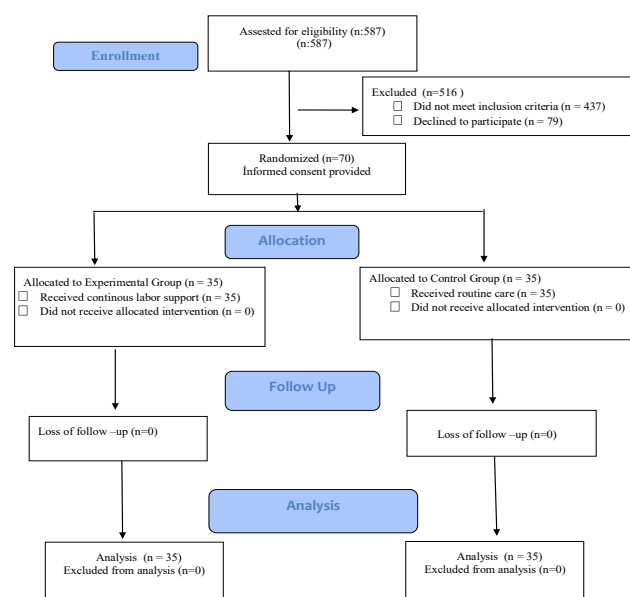 Assested for eligibility (n:587)
(n:587)
Enrollment
Excluded (n=516 )
Did not meet inclusion criteria (n = 437)
Declined to participate (n = 79)
Randomized (n=70)
İnformed consent provided
Allocation
Allocated to Experimental Group (n = 35)
Received continous labor support (n = 35)
Did not receive allocated intervention (n = 0)
Allocated to Control Group (n = 35)
Received routine care (n = 35)
Did not receive allocated intervention (n = 0)
Follow Up
Loss of follow –up (n=0)
Loss of follow –up (n=0)
Analysis
Analysis (n = 35)
Excluded from analysis (n=0)
Analysis (n = 35)
Excluded from analysis (n=0)